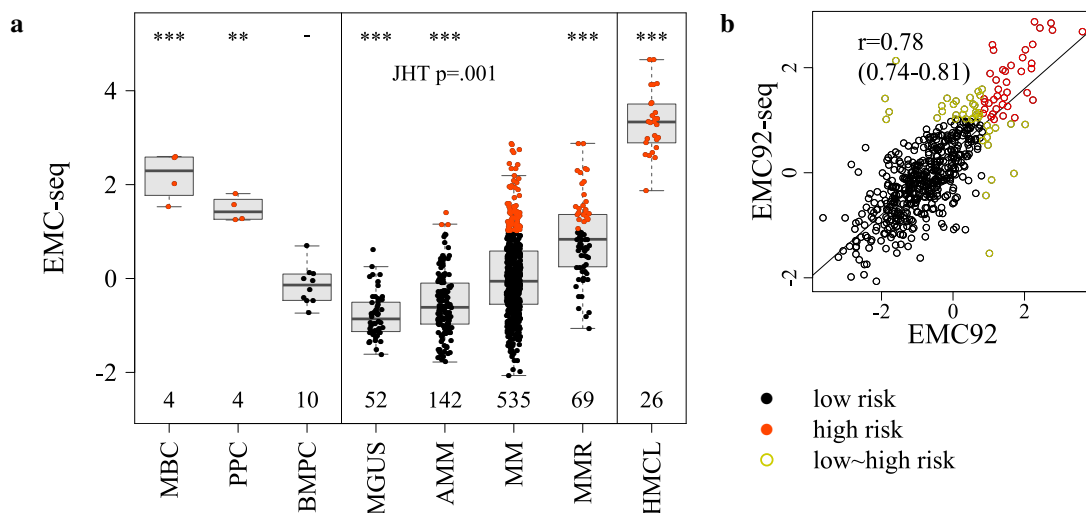 a
EMC-seq
4
2
0
-2
*** ** - *** *** *** ***
JHT p=.001
4 4 10 52 142 535 69 26
MBC PPC BMPC MGUS AMM MM MMR HMCL
b
r=0.78
(0.74-0.81)
EMC92-seq
2
0
-2
-2 0 2
EMC92
low risk
high risk
low~high risk